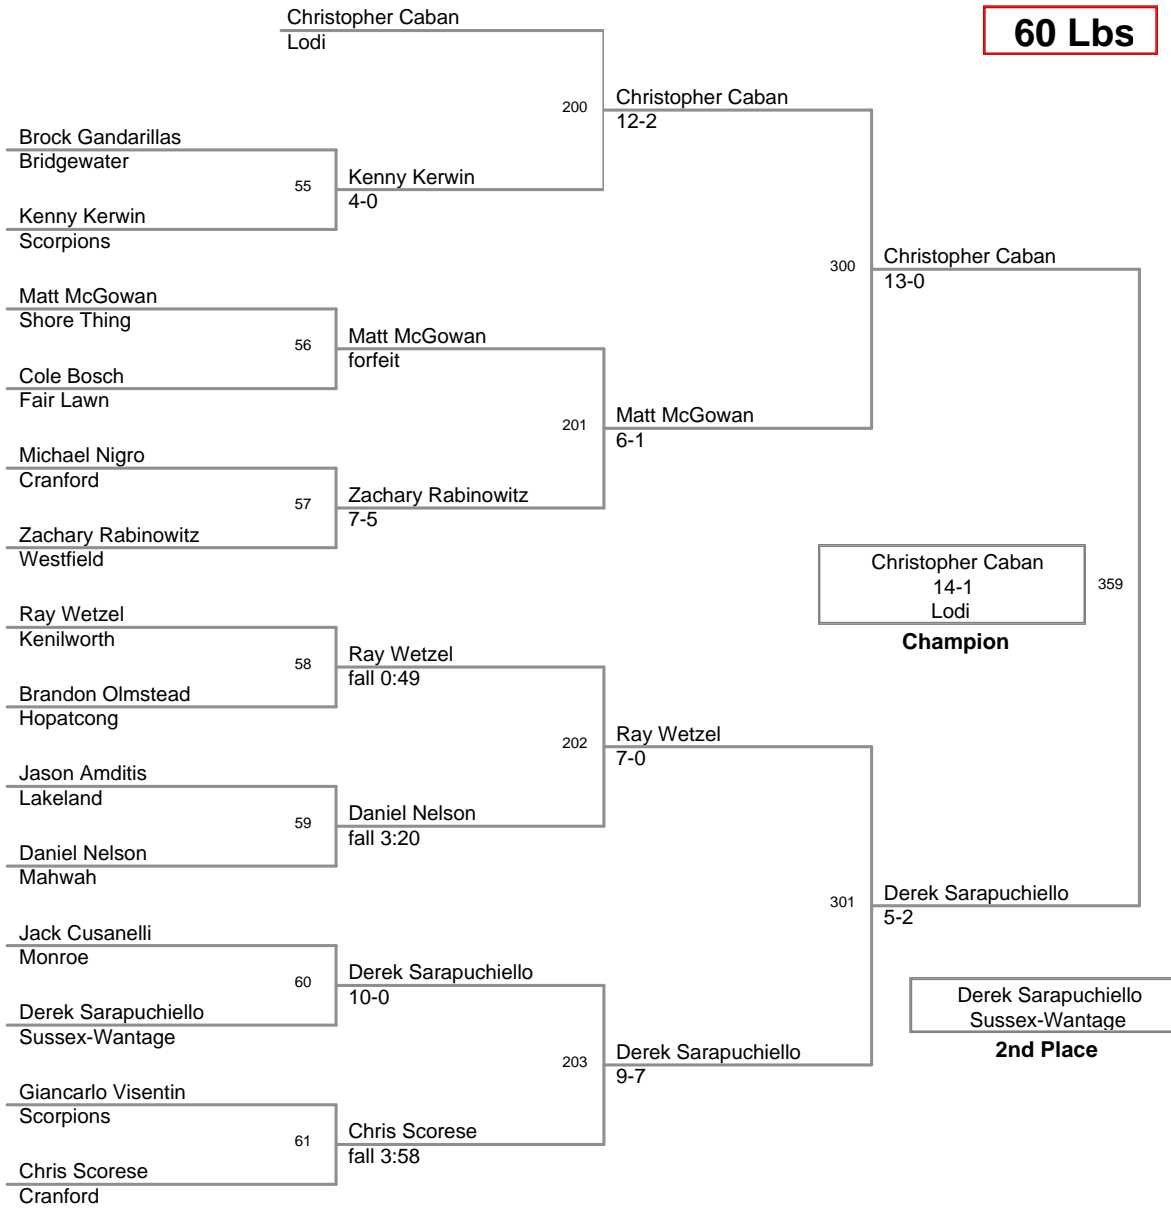 Christopher Caban
Lodi
60 Lbs
200
Christopher Caban
12-2
Brock Gandarillas
Bridgewater
55
Kenny Kerwin
4-0
Kenny Kerwin
Scorpions
300
Christopher Caban
13-0
Matt McGowan
Shore Thing
56
Matt McGowan
forfeit
Cole Bosch
Fair Lawn
201
Matt McGowan
6-1
Michael Nigro
Cranford
57
Zachary Rabinowitz
7-5
Zachary Rabinowitz
Westfield
Christopher Caban
14-1
Lodi
359
Champion
Ray Wetzel
Kenilworth
58
Ray Wetzel
fall 0:49
Brandon Olmstead
Hopatcong
202
Ray Wetzel
7-0
Jason Amditis
Lakeland
59
Daniel Nelson
fall 3:20
Daniel Nelson
Mahwah
301
Derek Sarapuchiello
5-2
Jack Cusanelli
Monroe
60
Derek Sarapuchiello
10-0
Derek Sarapuchiello
Sussex-Wantage
Derek Sarapuchiello
Sussex-Wantage
2nd Place
203
Derek Sarapuchiello
9-7
Giancarlo Visentin
Scorpions
61
Chris Scorese
fall 3:58
Chris Scorese
Cranford